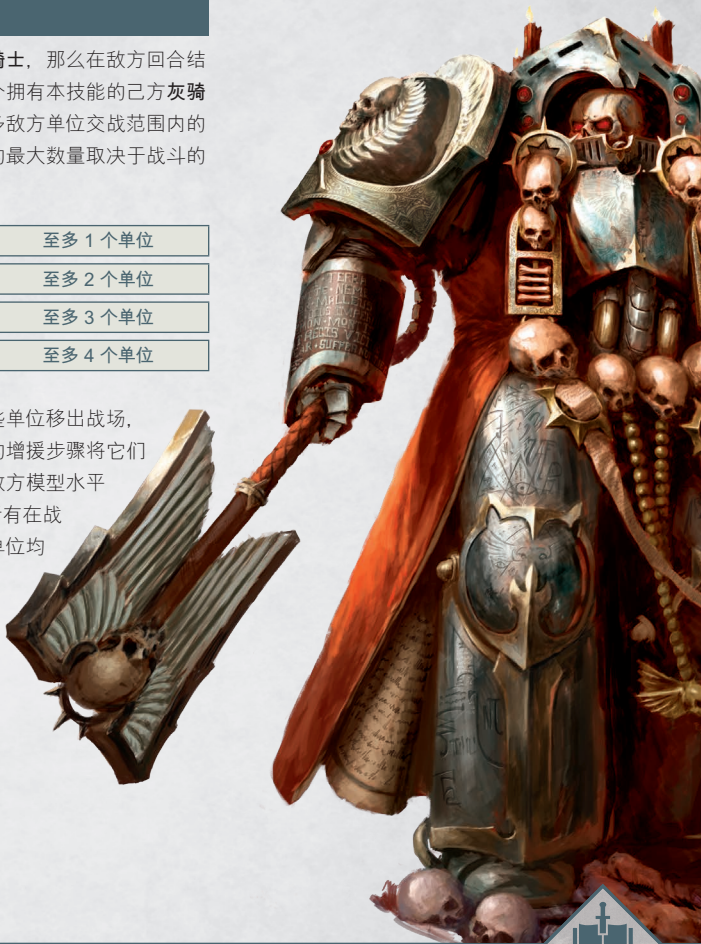 骑士，那么在敌方回合结
个拥有本技能的己方灰骑
多敌方单位交战范围内的
的最大数量取决于战斗的
至多 1 个单位
至多 2 个单位
至多 3 个单位
至多 4 个单位
些单位移出战场，
的增援步骤将它们
敌方模型水平
所有在战
单位均